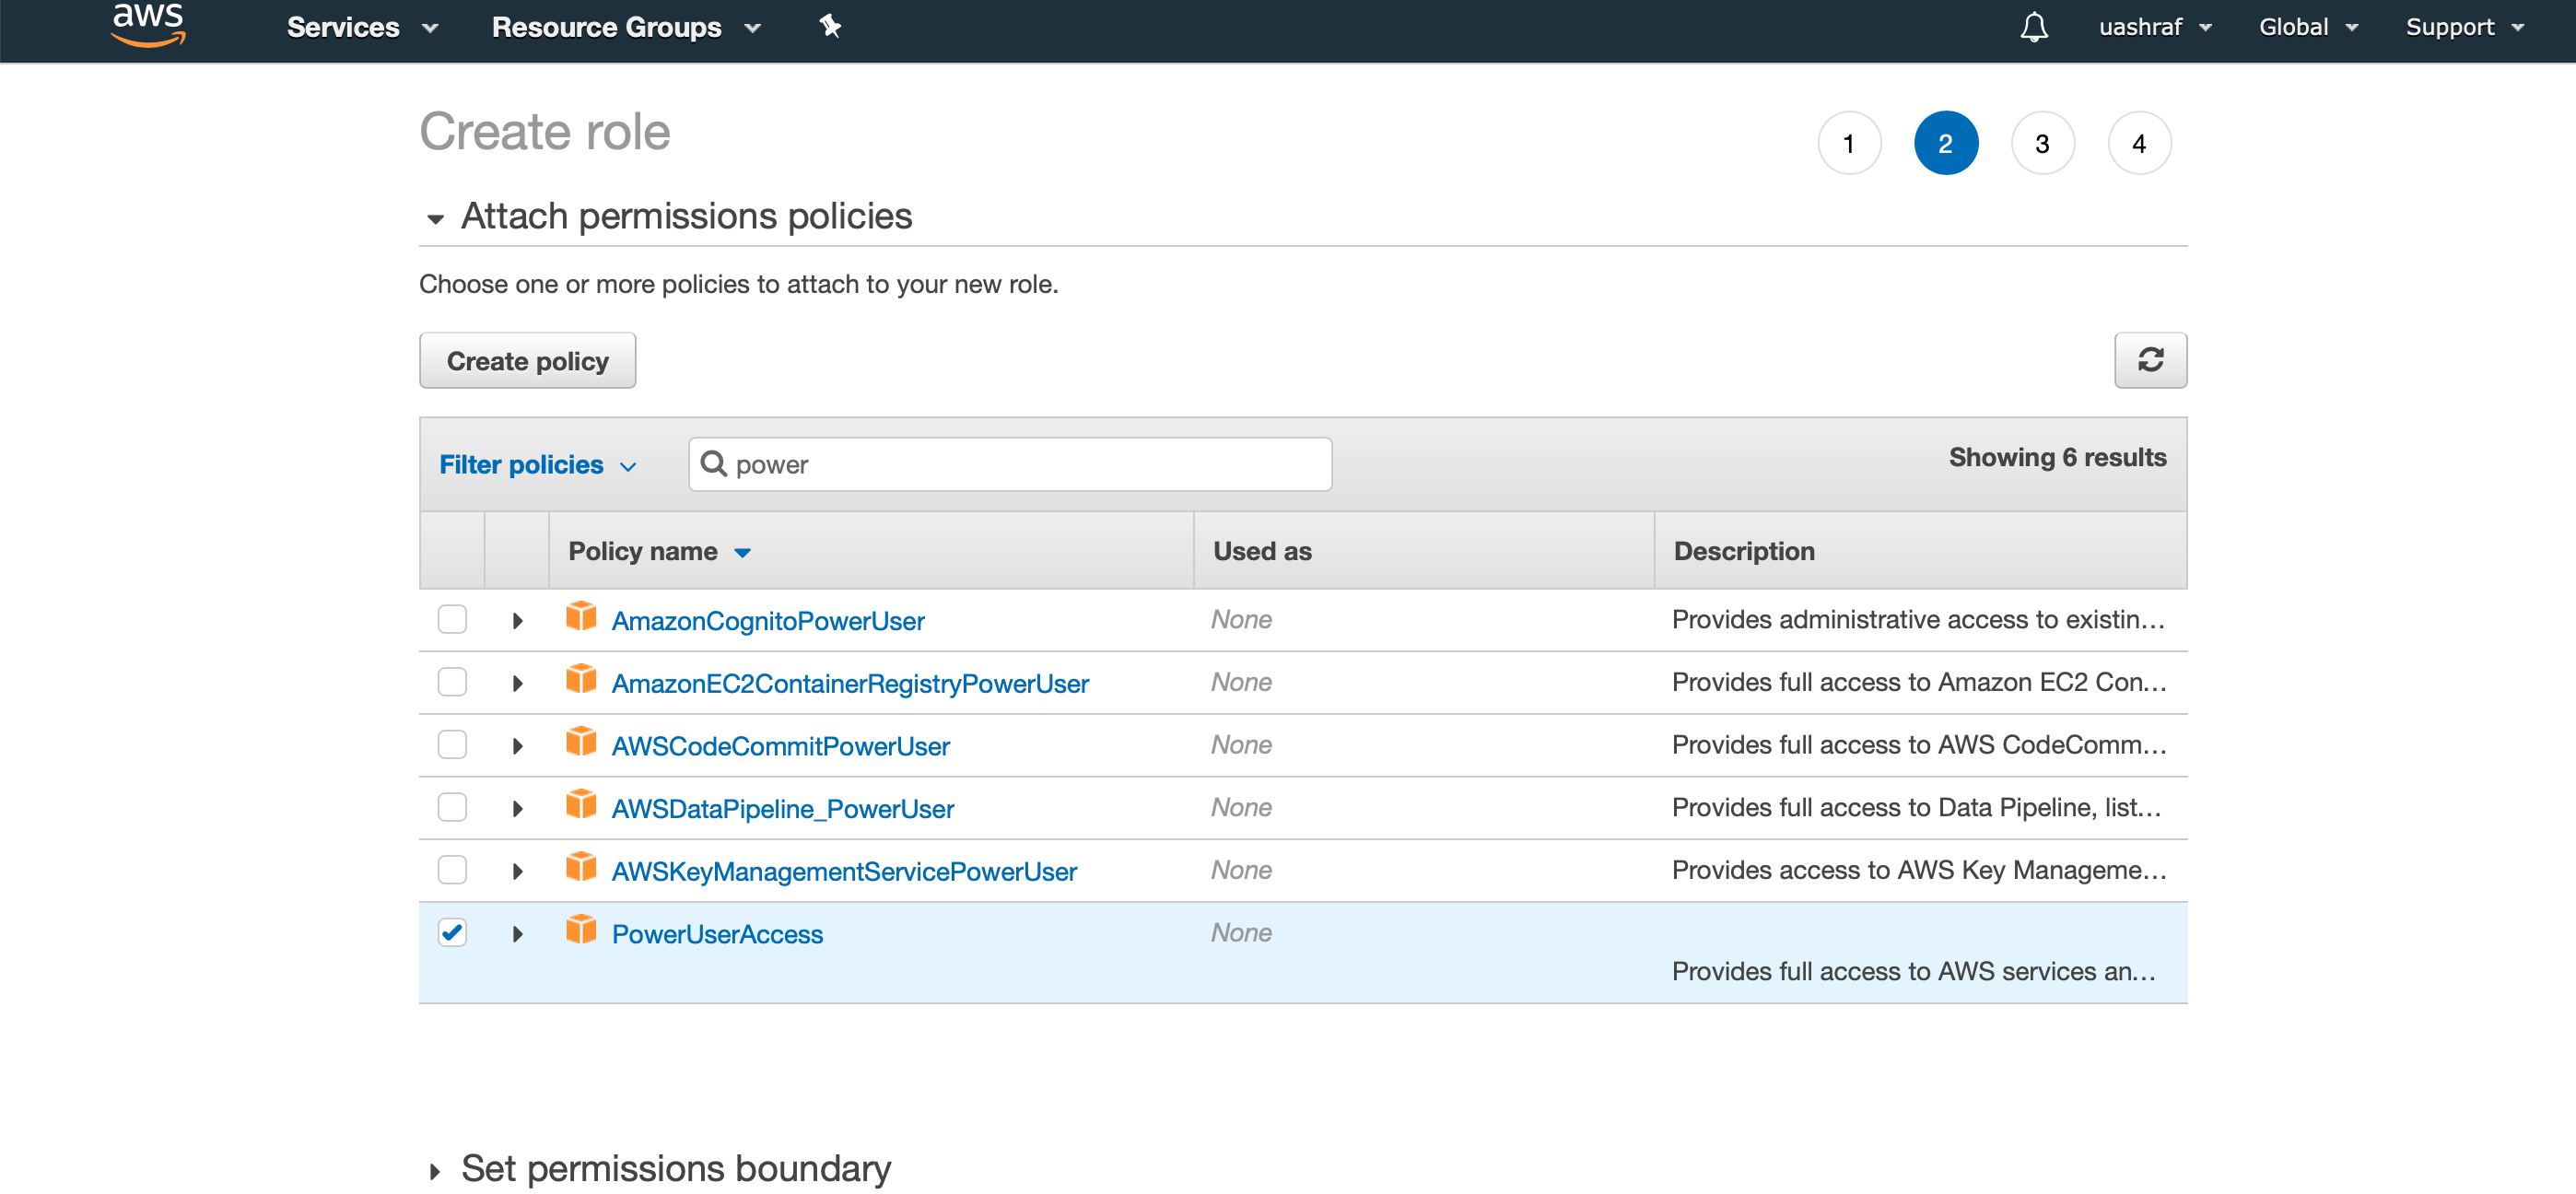 aws Services Resource Groups uashraf Global Support
Create role 1 2 3 4
Attach permissions policies
Choose one or more policies to attach to your new role.
Create policy
Filter policies power Showing 6 results
Policy name Used as Description
AmazonCognitoPowerUser None Provides administrative access to existin...
AmazonEC2ContainerRegistryPowerUser None Provides full access to Amazon EC2 Con...
AWSCodeCommitPowerUser None Provides full access to AWS CodeComm...
AWSDataPipeline_PowerUser None Provides full access to Data Pipeline, list...
AWSKeyManagementServicePowerUser None Provides access to AWS Key Manageme...
PowerUserAccess None
Provides full access to AWS services an...
Set permissions boundary